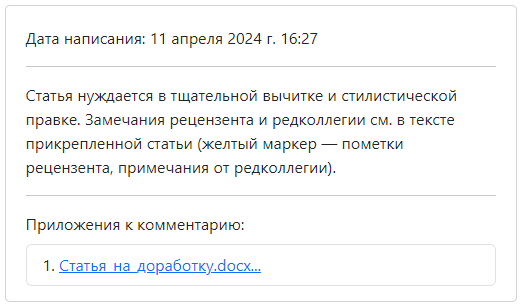 Дата написания: 11 апреля 2024 г. 16:27
Статья нуждается в тщательной вычитке и стилистической
правке. Замечания рецензента и редколлегии см. в тексте
прикрепленной статьи (желтый маркер — пометки
рецензента, примечания от редколлегии).
Приложения к комментарию:
1. Статья_на_доработку.docx...